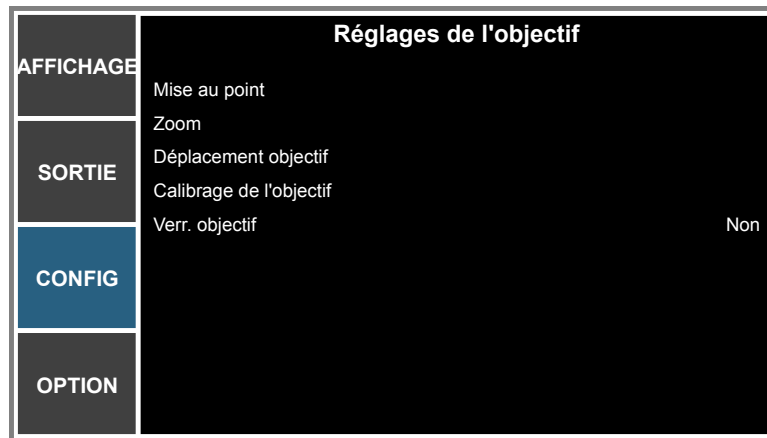 AFFICHAGE
SORTIE
CONFIG
OPTION
Réglages de l'objectif
Mise au point
Zoom
Déplacement objectif
Calibrage de l'objectif
Verr. objectif Non